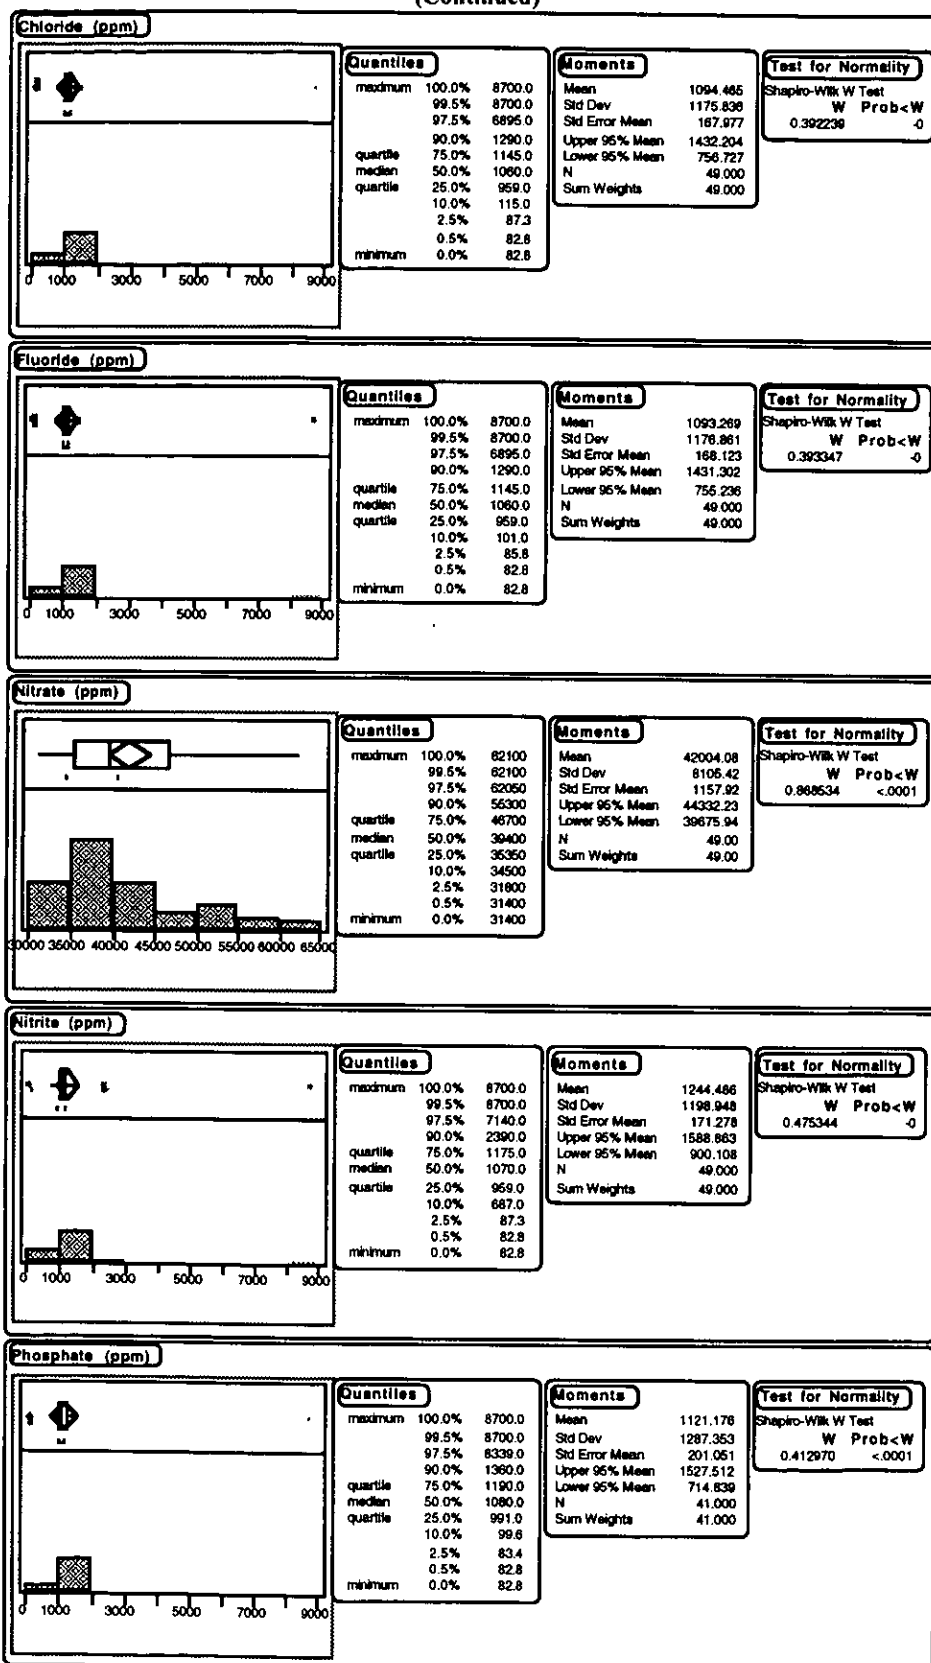 (Continued)
Chloride (ppm)
0 1000 3000 5000 7000 9000
Quantiles
maximum 100.0% 8700.0
99.5% 8700.0
97.5% 6895.0
90.0% 1290.0
quartile 75.0% 1145.0
median 50.0% 1060.0
quartile 25.0% 959.0
10.0% 115.0
2.5% 87.3
0.5% 82.8
minimum 0.0% 82.8
Moments
Mean 1094.465
Std Dev 1175.836
Std Error Mean 167.977
Upper 95% Mean 1432.204
Lower 95% Mean 756.727
N 49.000
Sum Weights 49.000
Test for Normality
Shapiro-Wilk W Test
W Prob<W
0.392239 -0
Fluoride (ppm)
0 1000 3000 5000 7000 9000
Quantiles
maximum 100.0% 8700.0
99.5% 8700.0
97.5% 6895.0
90.0% 1290.0
quartile 75.0% 1145.0
median 50.0% 1060.0
quartile 25.0% 959.0
10.0% 101.0
2.5% 85.8
0.5% 82.8
minimum 0.0% 82.8
Moments
Mean 1093.269
Std Dev 1176.861
Std Error Mean 168.123
Upper 95% Mean 1431.302
Lower 95% Mean 755.236
N 49.000
Sum Weights 49.000
Test for Normality
Shapiro-Wilk W Test
W Prob<W
0.393347 -0
Nitrate (ppm)
30000 35000 40000 45000 50000 55000 60000 65000
Quantiles
maximum 100.0% 62100
99.5% 62100
97.5% 62050
90.0% 55300
quartile 75.0% 46700
median 50.0% 39400
quartile 25.0% 35350
10.0% 34500
2.5% 31600
0.5% 31400
minimum 0.0% 31400
Moments
Mean 42004.08
Std Dev 8105.42
Std Error Mean 1157.92
Upper 95% Mean 44332.23
Lower 95% Mean 39675.94
N 49.00
Sum Weights 49.00
Test for Normality
Shapiro-Wilk W Test
W Prob<W
0.868534 <.0001
Nitrite (ppm)
0 1000 3000 5000 7000 9000
Quantiles
maximum 100.0% 8700.0
99.5% 8700.0
97.5% 7140.0
90.0% 2390.0
quartile 75.0% 1175.0
median 50.0% 1070.0
quartile 25.0% 959.0
10.0% 687.0
2.5% 87.3
0.5% 82.8
minimum 0.0% 82.8
Moments
Mean 1244.486
Std Dev 1198.948
Std Error Mean 171.278
Upper 95% Mean 1588.863
Lower 95% Mean 900.108
N 49.000
Sum Weights 49.000
Test for Normality
Shapiro-Wilk W Test
W Prob<W
0.475344 -0
Phosphate (ppm)
0 1000 3000 5000 7000 9000
Quantiles
maximum 100.0% 8700.0
99.5% 8700.0
97.5% 8339.0
90.0% 1360.0
quartile 75.0% 1190.0
median 50.0% 1080.0
quartile 25.0% 991.0
10.0% 99.6
2.5% 83.4
0.5% 82.8
minimum 0.0% 82.8
Moments
Mean 1121.176
Std Dev 1287.353
Std Error Mean 201.051
Upper 95% Mean 1527.512
Lower 95% Mean 714.839
N 41.000
Sum Weights 41.000
Test for Normality
Shapiro-Wilk W Test
W Prob<W
0.412970 <.0001